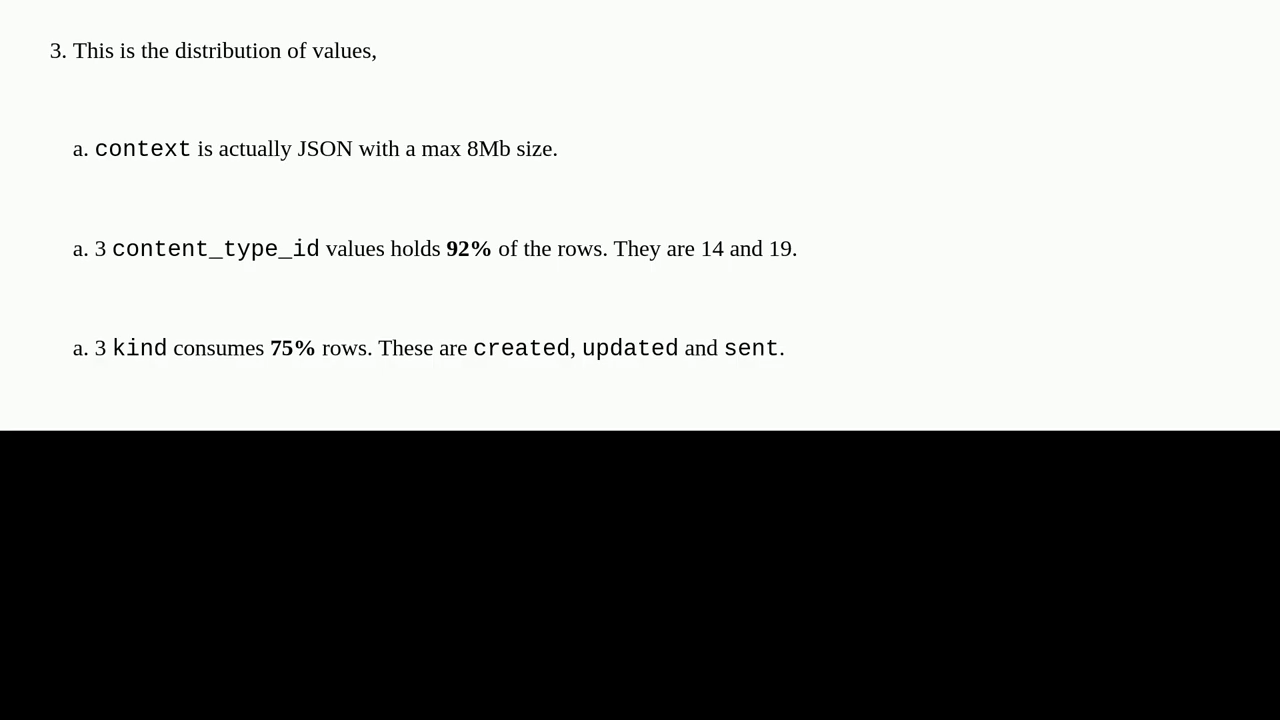 3. This is the distribution of values,
a. context is actually JSON with a max 8Mb size.
a. 3 content_type_id values holds 92% of the rows. They are 14 and 19.
a. 3 kind consumes 75% rows. These are created, updated and sent.